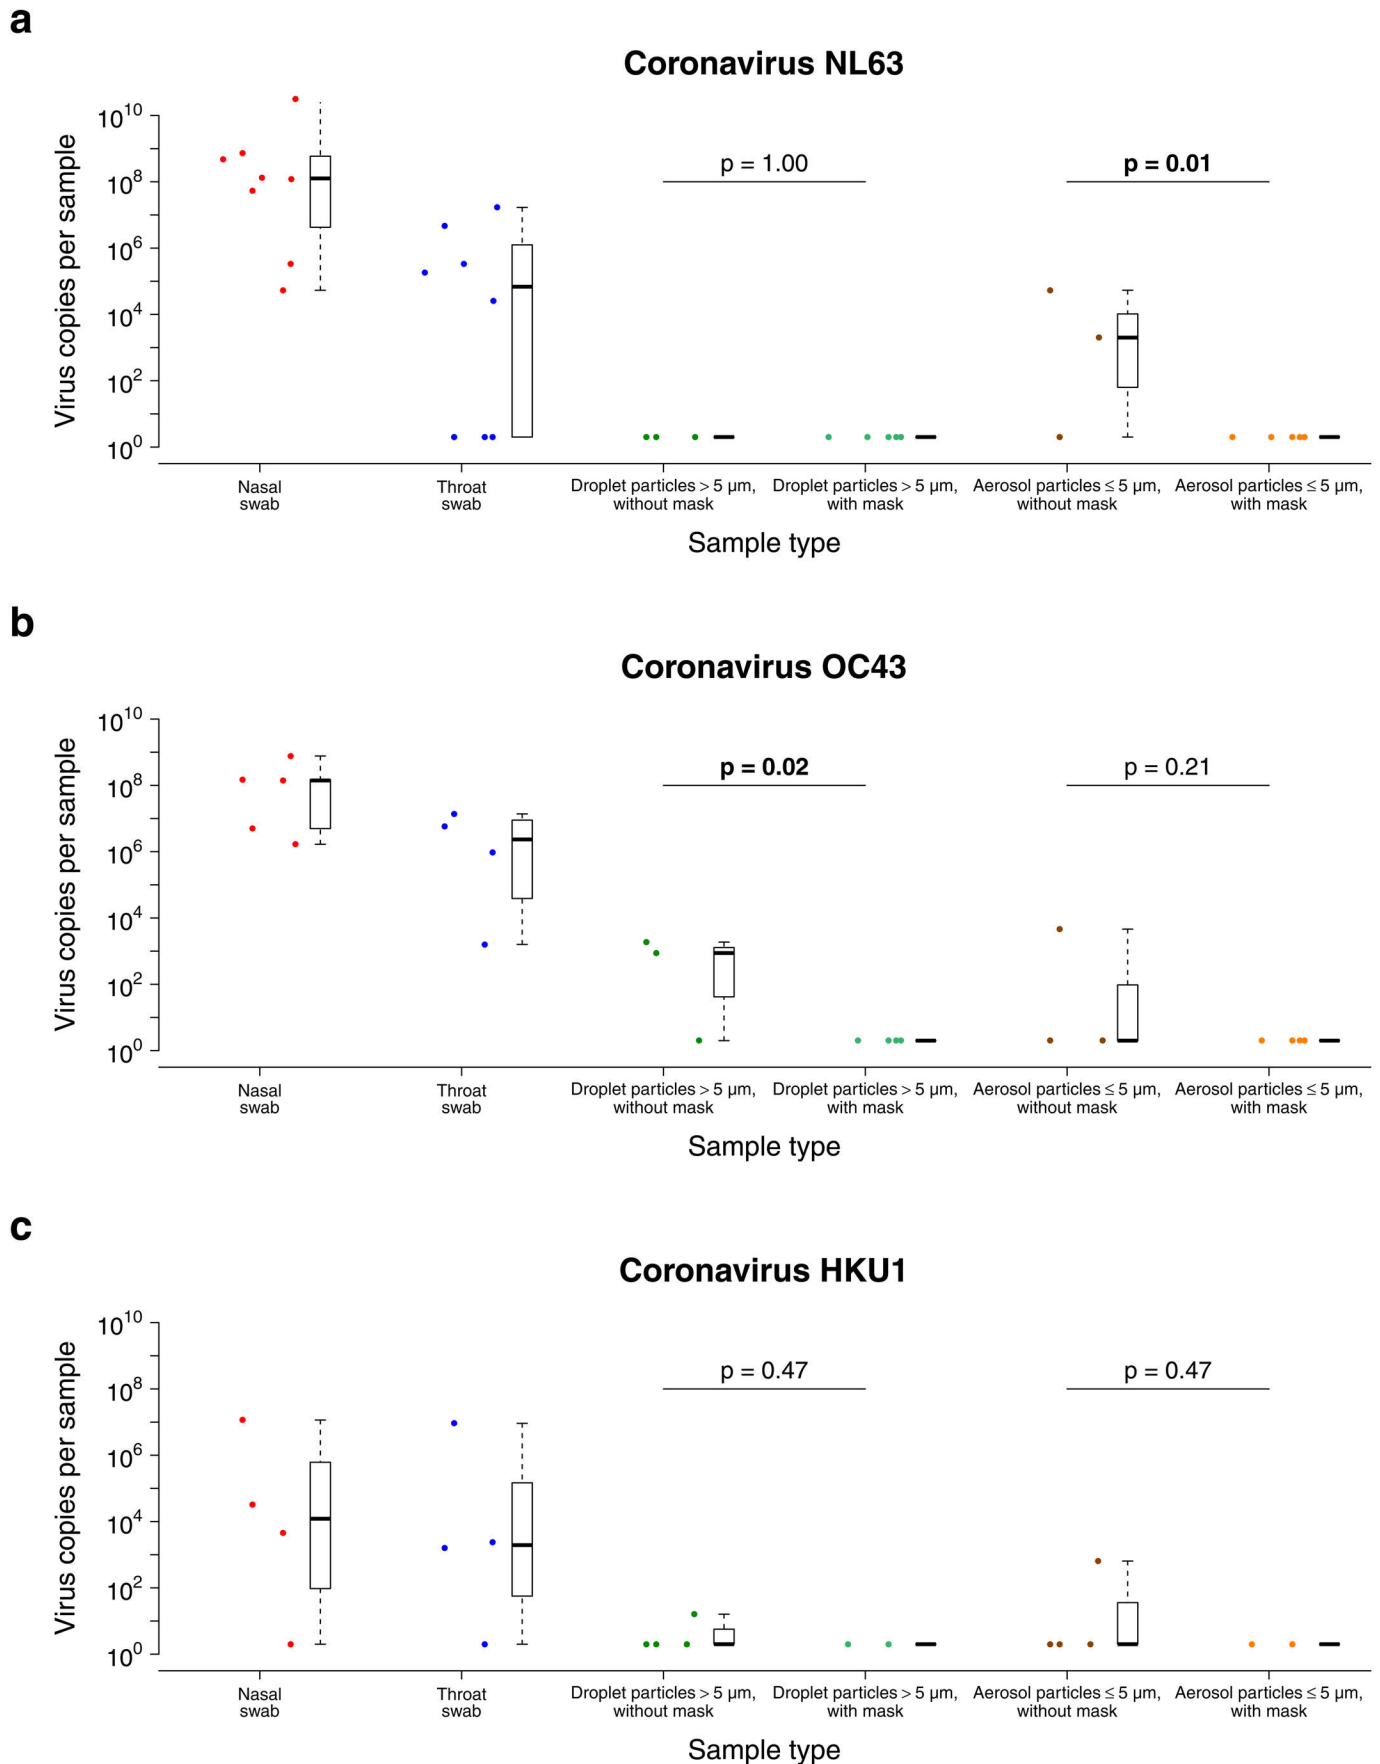 a
Coronavirus NL63
Virus copies per sample
10^10
10^8
10^6
10^4
10^2
10^0
p = 1.00
p = 0.01
Nasal swab
Throat swab
Droplet particles > 5 µm, without mask
Droplet particles > 5 µm, with mask
Aerosol particles ≤ 5 µm, without mask
Aerosol particles ≤ 5 µm, with mask
Sample type
b
Coronavirus OC43
Virus copies per sample
10^10
10^8
10^6
10^4
10^2
10^0
p = 0.02
p = 0.21
Nasal swab
Throat swab
Droplet particles > 5 µm, without mask
Droplet particles > 5 µm, with mask
Aerosol particles ≤ 5 µm, without mask
Aerosol particles ≤ 5 µm, with mask
Sample type
c
Coronavirus HKU1
Virus copies per sample
10^10
10^8
10^6
10^4
10^2
10^0
p = 0.47
p = 0.47
Nasal swab
Throat swab
Droplet particles > 5 µm, without mask
Droplet particles > 5 µm, with mask
Aerosol particles ≤ 5 µm, without mask
Aerosol particles ≤ 5 µm, with mask
Sample type